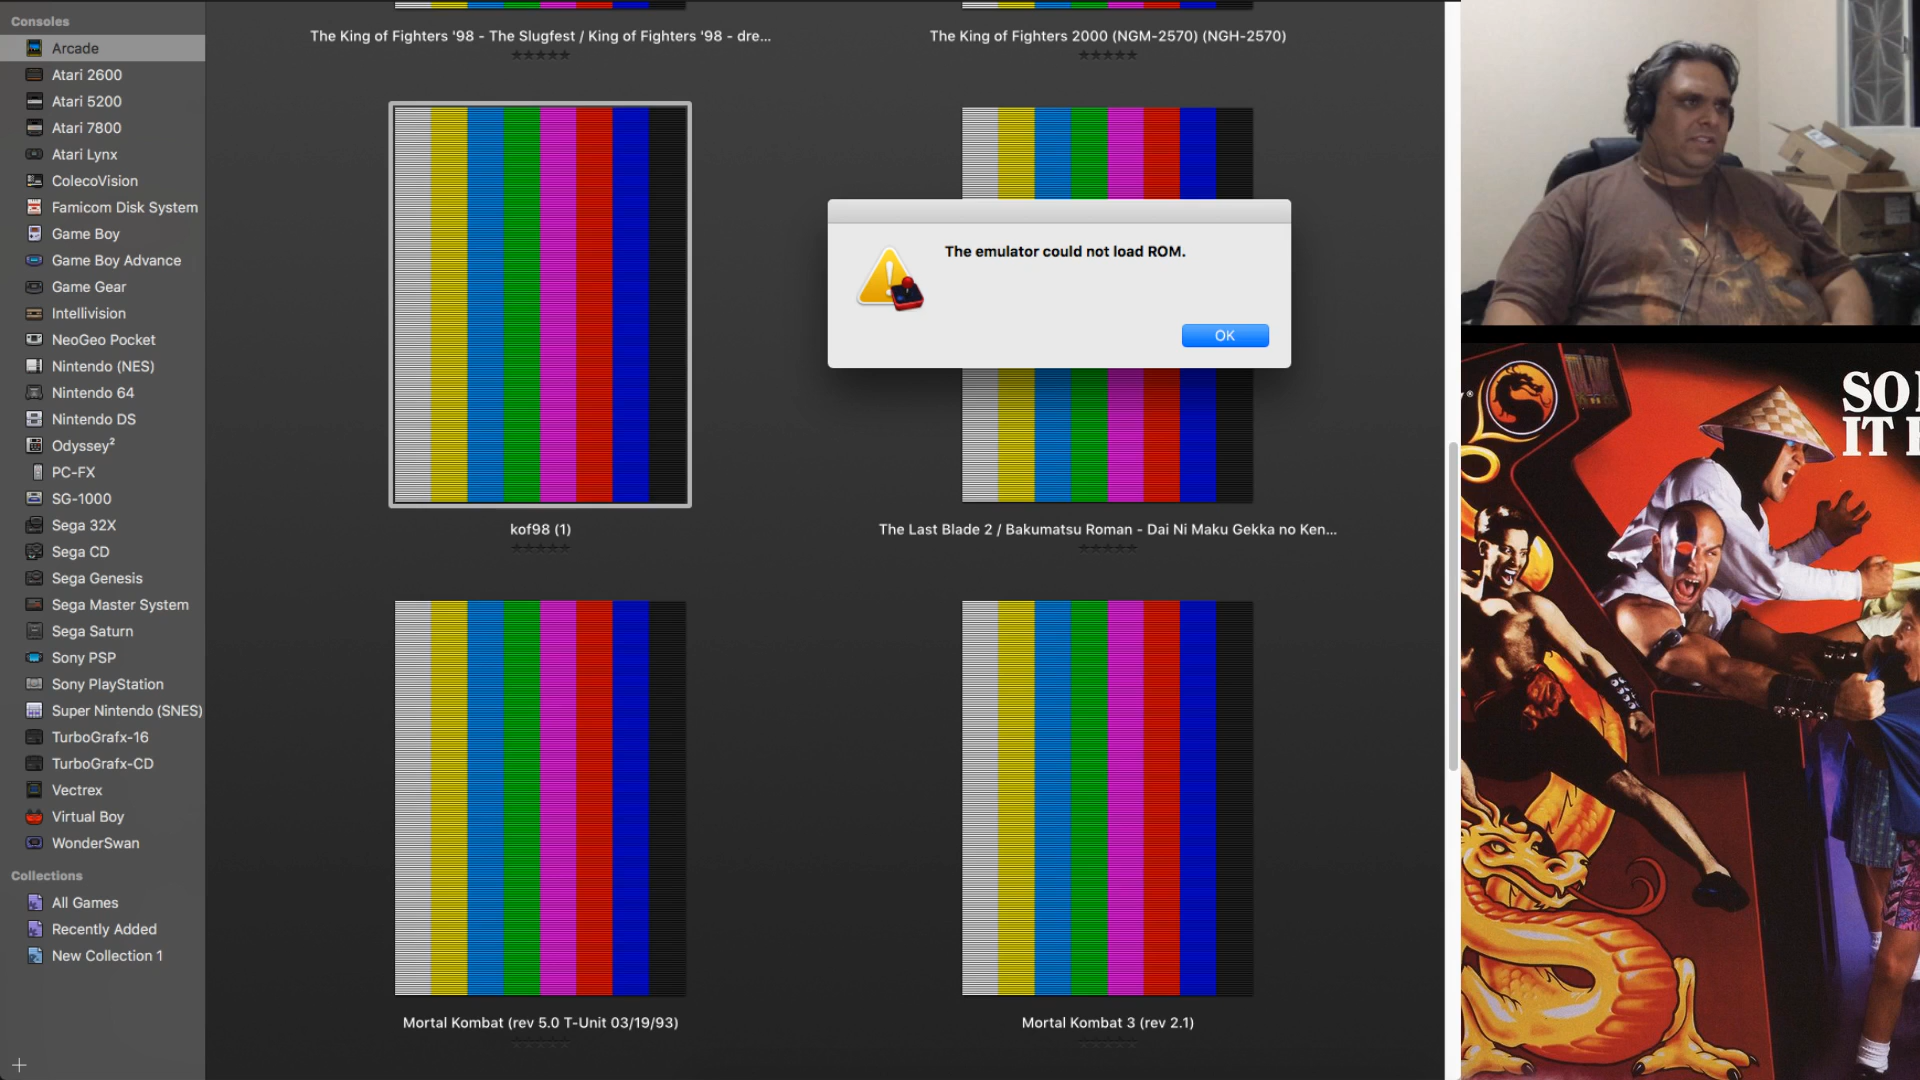 Consoles
Arcade
Atari 2600
Atari 5200
Atari 7800
Atari Lynx
ColecoVision
Famicom Disk System
Game Boy
Game Boy Advance
Game Gear
Intellivision
NeoGeo Pocket
Nintendo (NES)
Nintendo 64
Nintendo DS
Odyssey²
PC-FX
SG-1000
Sega 32X
Sega CD
Sega Genesis
Sega Master System
Sega Saturn
Sony PSP
Sony PlayStation
Super Nintendo (SNES)
TurboGrafx-16
TurboGrafx-CD
Vectrex
Virtual Boy
WonderSwan
Collections
All Games
Recently Added
New Collection 1
The King of Fighters '98 - The Slugfest / King of Fighters '98 - dre...
The King of Fighters 2000 (NGM-2570) (NGH-2570)
The emulator could not load ROM.
OK
kof98 (1)
The Last Blade 2 / Bakumatsu Roman - Dai Ni Maku Gekka no Ken...
Mortal Kombat (rev 5.0 T-Unit 03/19/93)
Mortal Kombat 3 (rev 2.1)
SO
IT